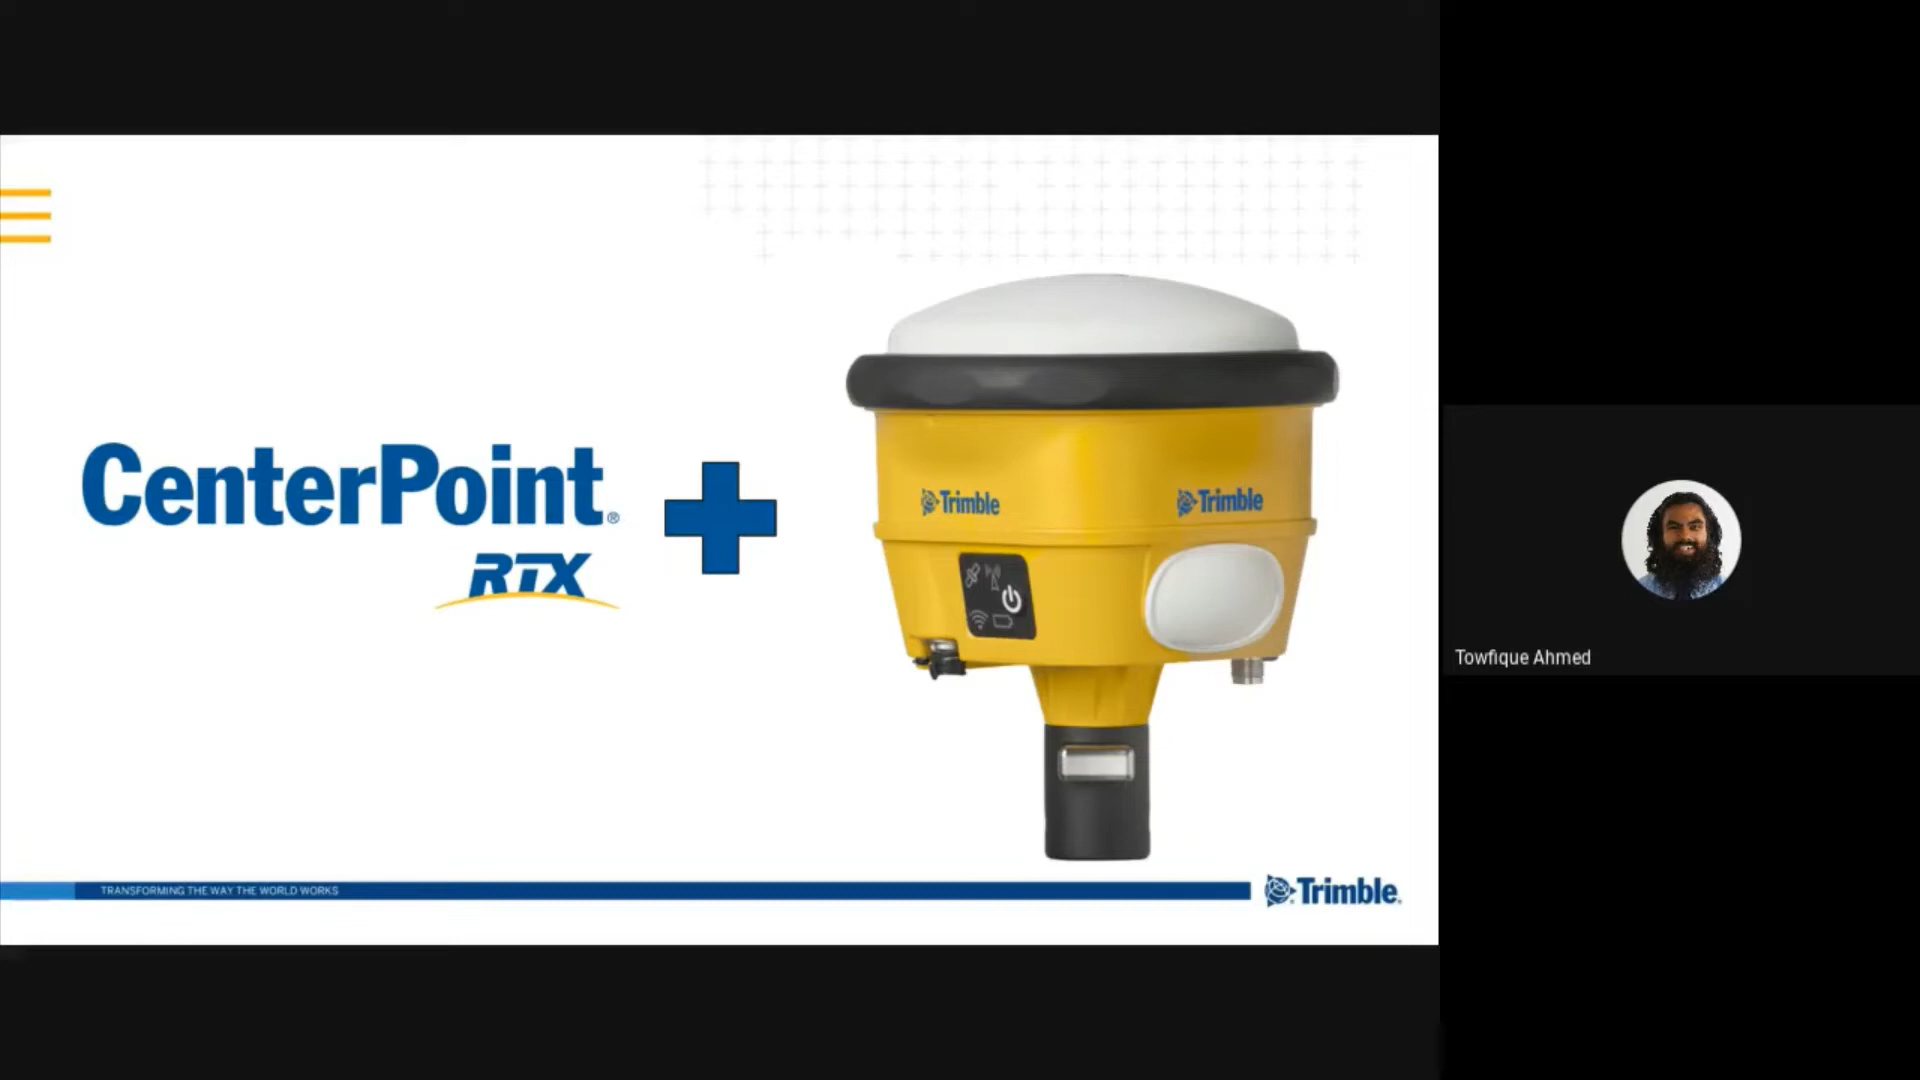 CenterPoint®
RTX
Trimble
Trimble
TRANSFORMING THE WAY THE WORLD WORKS
Trimble®
Towfique Ahmed